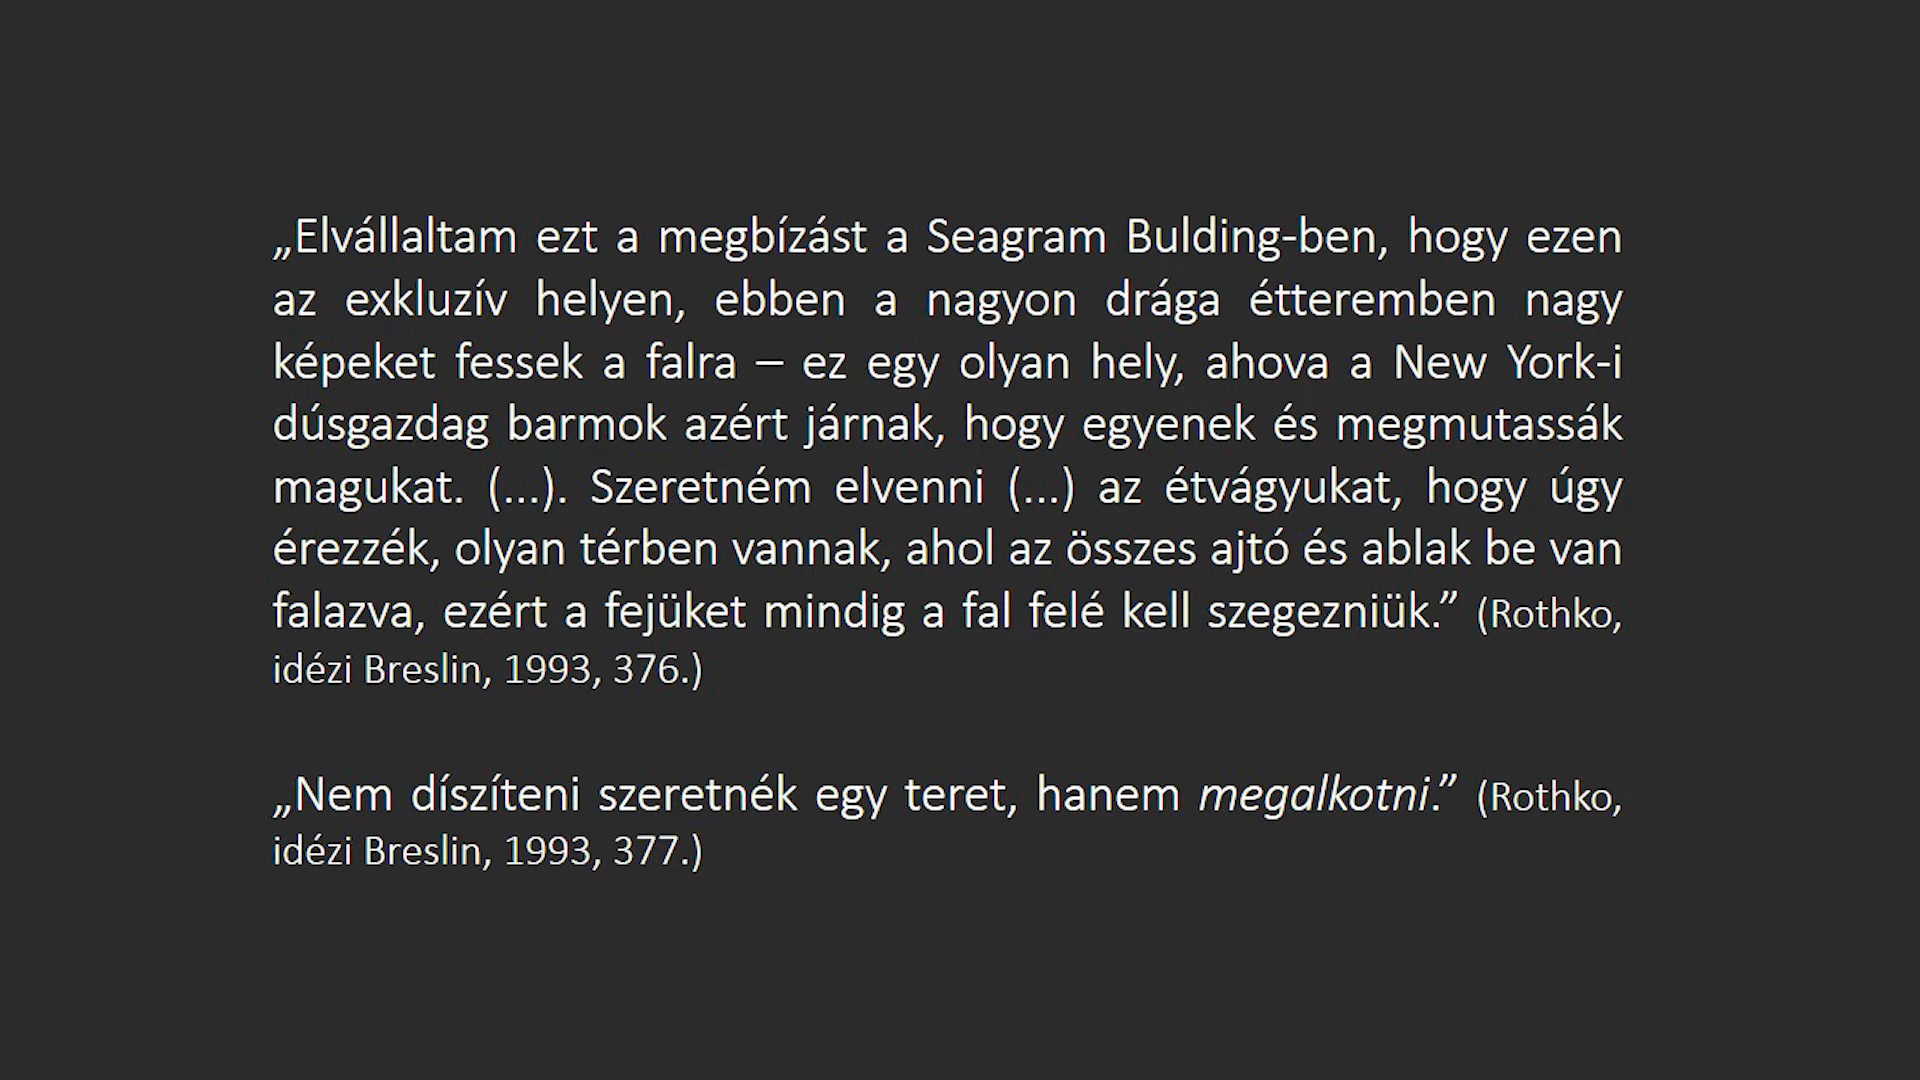 „Elvállaltam ezt a megbízást a Seagram Bulding-ben, hogy ezen
az exkluzív helyen, ebben a nagyon drága étteremben nagy
képeket fessek a falra – ez egy olyan hely, ahova a New York-i
dúsgazdag barmok azért járnak, hogy egyenek és megmutassák
magukat. (...). Szeretném elvenni (...) az étvágyukat, hogy úgy
érezzék, olyan térben vannak, ahol az összes ajtó és ablak be van
falazva, ezért a fejüket mindig a fal felé kell szegezniük.” (Rothko,
idézi Breslin, 1993, 376.)
„Nem díszíteni szeretnék egy teret, hanem megalkotni.” (Rothko,
idézi Breslin, 1993, 377.)